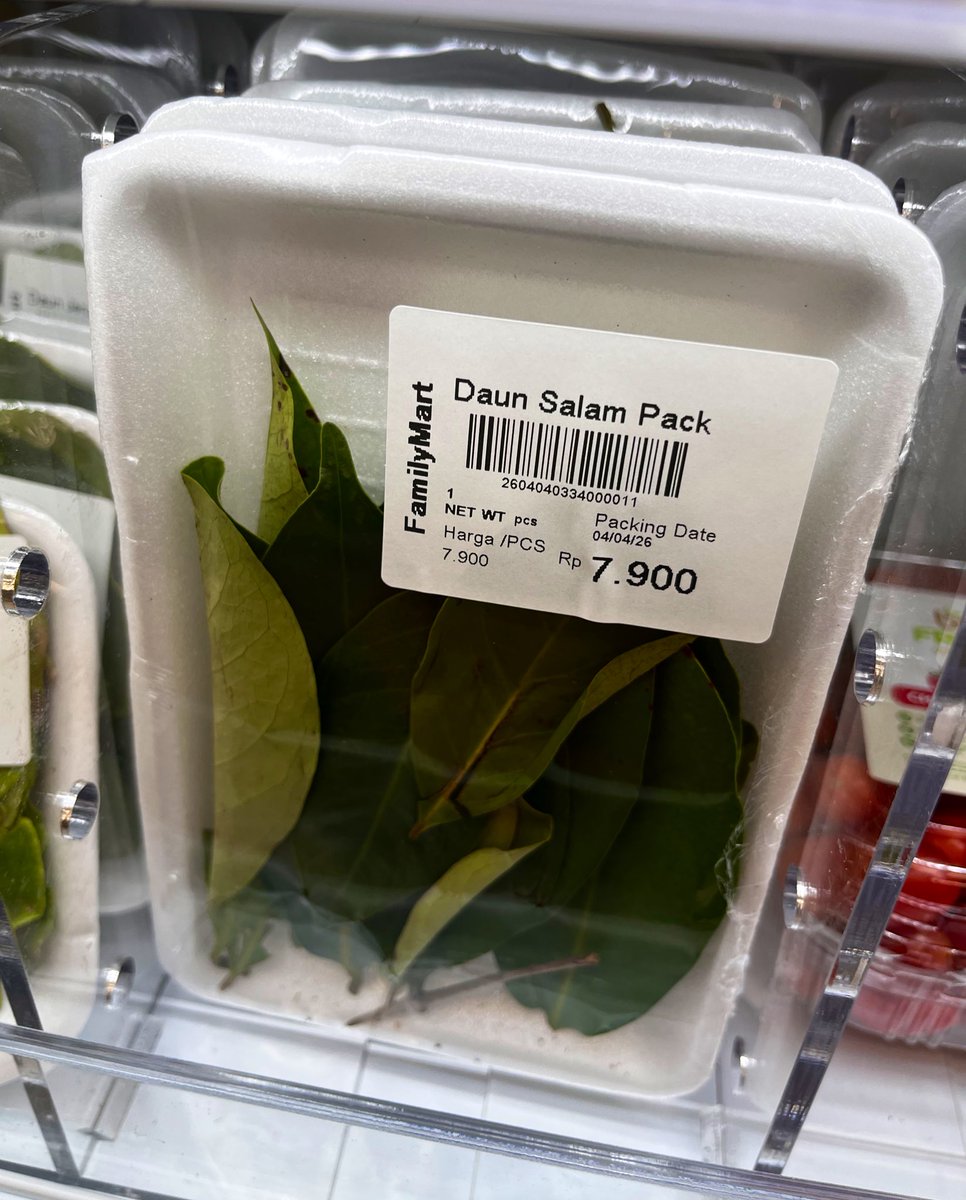 FamilyMart
Daun Salam Pack
2604040334000011
1
NET WT pcs
Packing Date
04/04/26
Harga /PCS
7.900
Rp 7.900
Daun